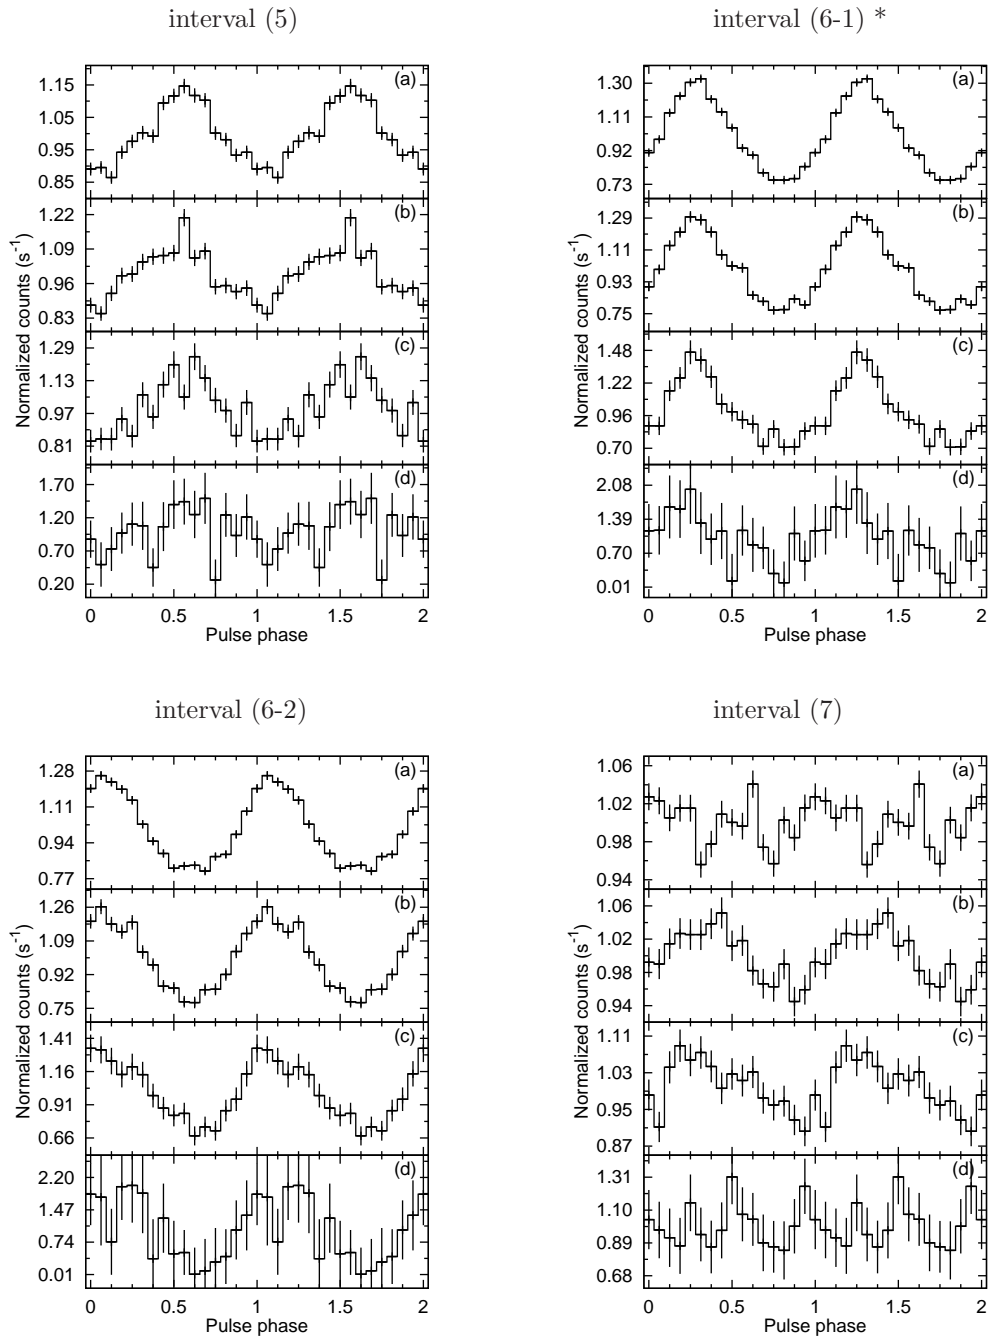 interval (5)
(a)
1.15
1.05
0.95
0.85
(b)
1.22
1.09
0.96
0.83
(c)
1.29
1.13
0.97
0.81
(d)
1.70
1.20
0.70
0.20
0 0.5 1 1.5 2
Pulse phase
Normalized counts (s-1)
interval (6-1) *
(a)
1.30
1.11
0.92
0.73
(b)
1.29
1.11
0.93
0.75
(c)
1.48
1.22
0.96
0.70
(d)
2.08
1.39
0.70
0.01
0 0.5 1 1.5 2
Pulse phase
Normalized counts (s-1)
interval (6-2)
(a)
1.28
1.11
0.94
0.77
(b)
1.26
1.09
0.92
0.75
(c)
1.41
1.16
0.91
0.66
(d)
2.20
1.47
0.74
0.01
0 0.5 1 1.5 2
Pulse phase
Normalized counts (s-1)
interval (7)
(a)
1.06
1.02
0.98
0.94
(b)
1.06
1.02
0.98
0.94
(c)
1.11
1.03
0.95
0.87
(d)
1.31
1.10
0.89
0.68
0 0.5 1 1.5 2
Pulse phase
Normalized counts (s-1)